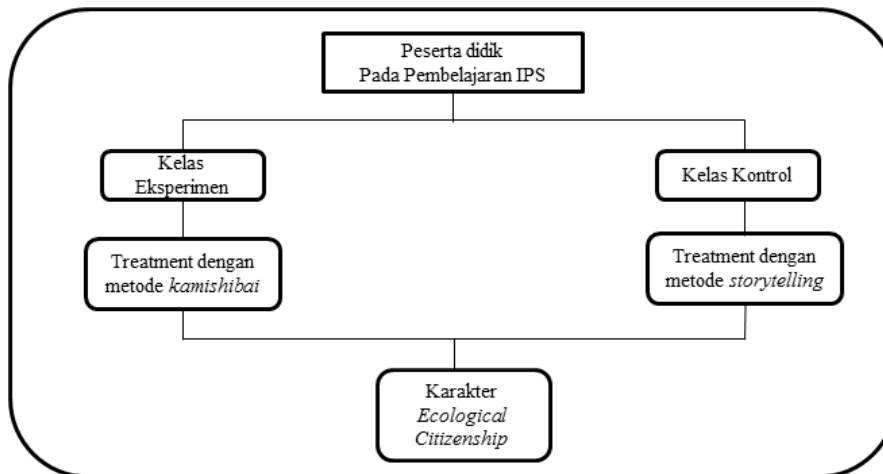 Peserta didik
Pada Pembelajaran IPS
Kelas
Eksperimen
Kelas Kontrol
Treatment dengan
metode kamishibai
Treatment dengan
metode storytelling
Karakter
Ecological
Citizenship